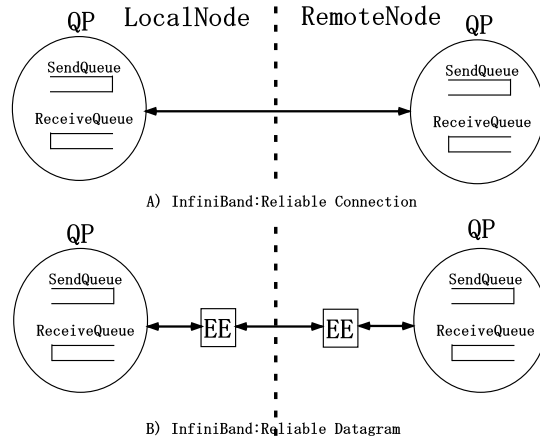 LocalNode RemoteNode
QP QP
SendQueue SendQueue
ReceiveQueue ReceiveQueue
A) InfiniBand:Reliable Connection
QP QP
SendQueue SendQueue
ReceiveQueue ReceiveQueue
EE EE
B) InfiniBand:Reliable Datagram